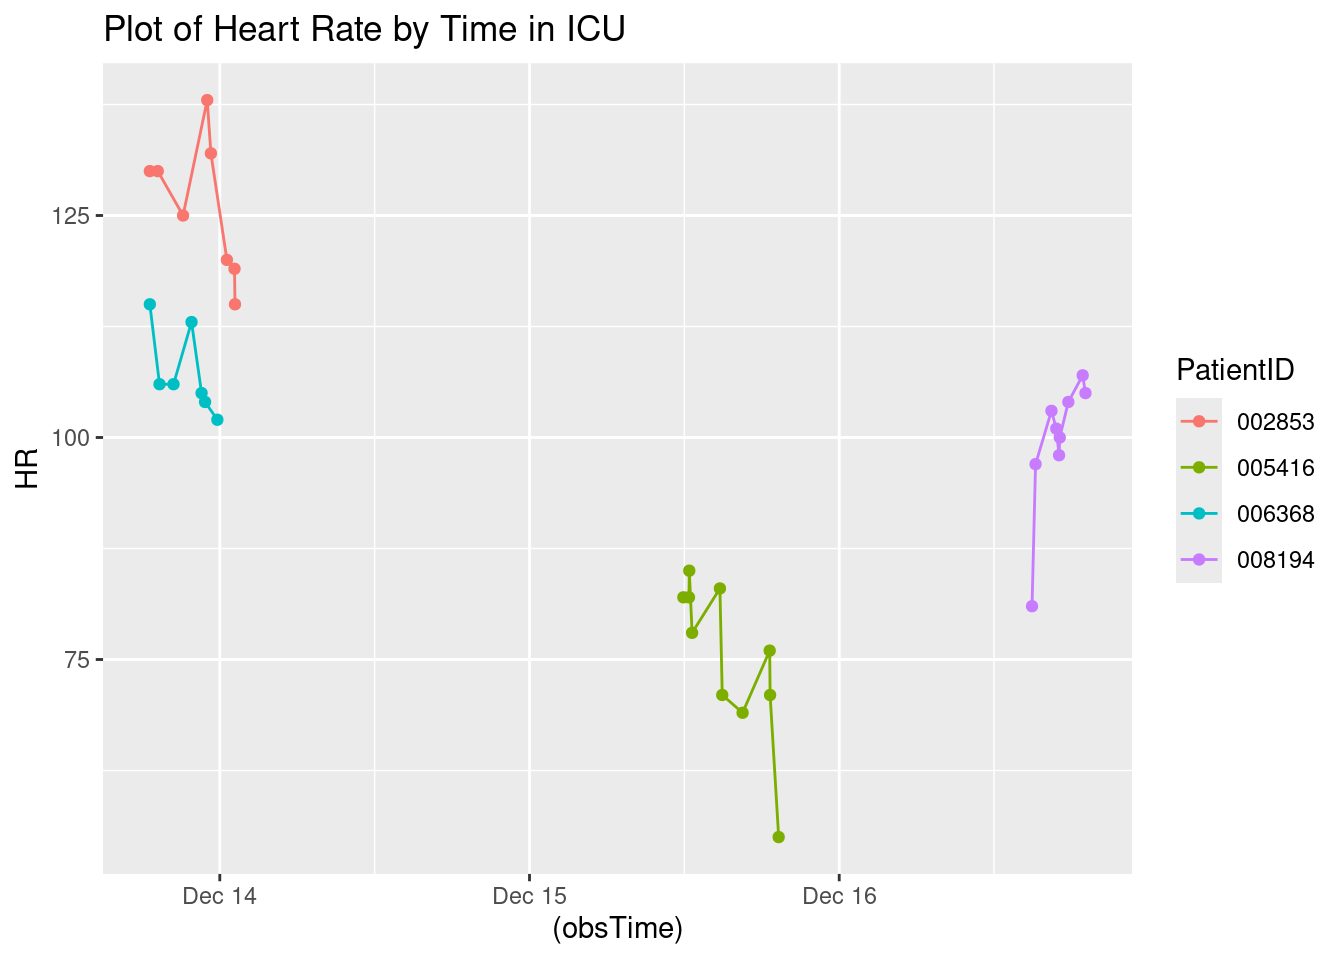 Plot of Heart Rate by Time in ICU
HR
125
100
75
Dec 14
Dec 15
Dec 16
(obsTime)
PatientID
002853
005416
006368
008194